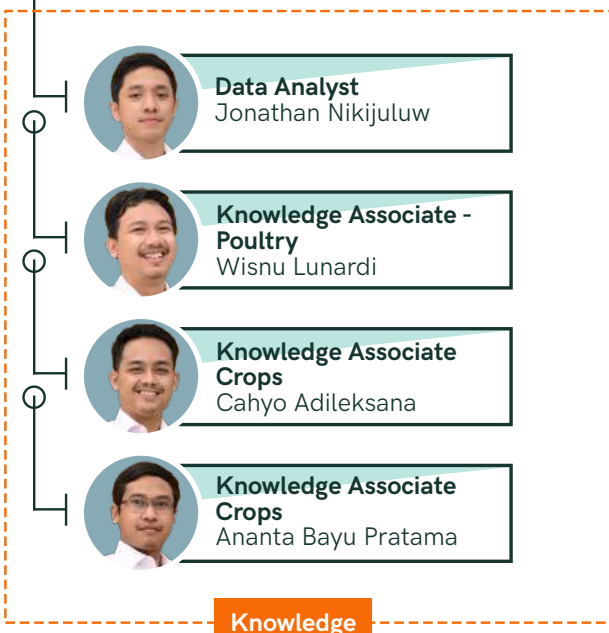 Data Analyst
Jonathan Nikijuluw
Knowledge Associate -
Poultry
Wisnu Lunardi
Knowledge Associate
Crops
Cahyo Adileksana
Knowledge Associate
Crops
Ananta Bayu Pratama
Knowledge